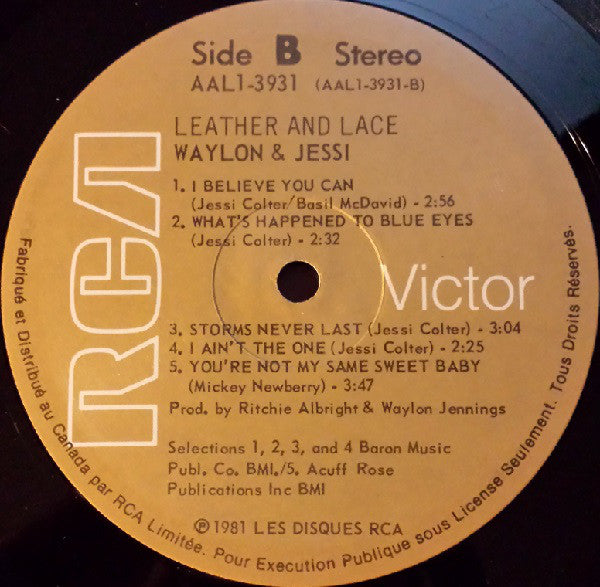 Side B Stereo
AAL1-3931 (AAL1-3931-B)
LEATHER AND LACE
WAYLON & JESSI
1. I BELIEVE YOU CAN
(Jessi Colter/Basil McDavid) - 2:56
2. WHAT'S HAPPENED TO BLUE EYES
(Jessi Colter) - 2:32
RCA
Victor
3. STORMS NEVER LAST (Jessi Colter) - 3:04
4. I AIN'T THE ONE (Jessi Colter) - 2:25
5. YOU'RE NOT MY SAME SWEET BABY
(Mickey Newberry) - 3:47
Prod. by Ritchie Albright & Waylon Jennings
Selections 1, 2, 3, and 4 Baron Music
Publ. Co. BMI./5. Acuff Rose
Publications Inc BMI
℗ 1981 LES DISQUES RCA
Fabriqué et Distribué au Canada par RCA Limitée. Pour Execution Publique sous License Seulement. Tous Droits Réservés.